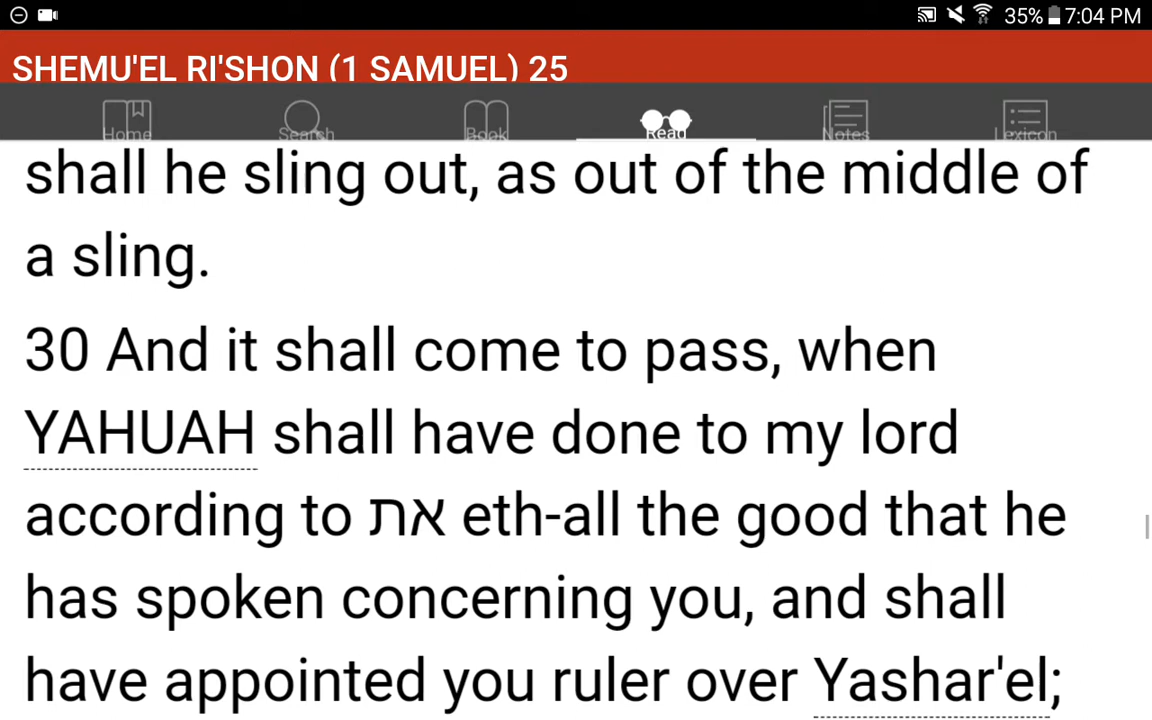 35% 7:04 PM
SHEMU'EL RI'SHON (1 SAMUEL) 25
Home Search Book Read Notes Lexicon
shall he sling out, as out of the middle of
a sling.
30 And it shall come to pass, when
YAHUAH shall have done to my lord
according to את eth-all the good that he
has spoken concerning you, and shall
have appointed you ruler over Yashar'el;